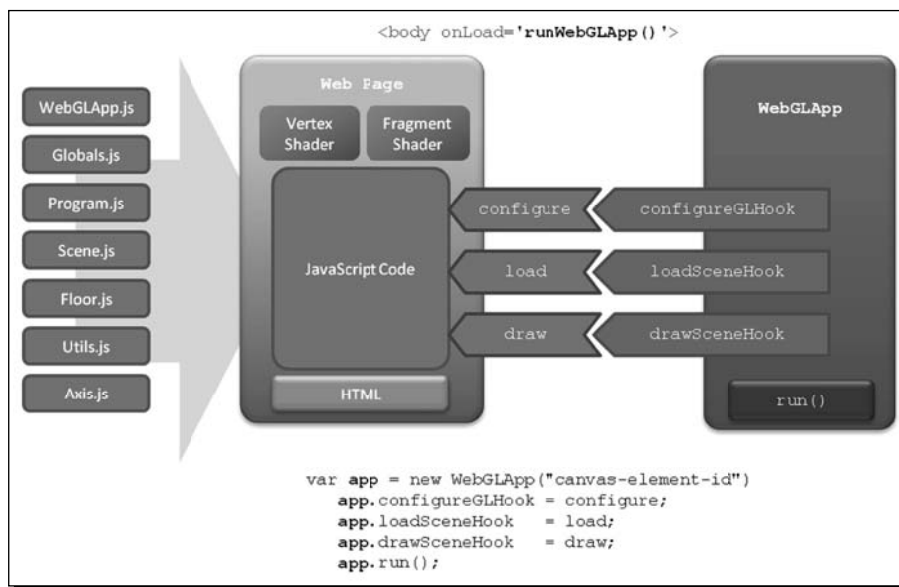 <body onLoad='runWebGLApp()'>
WebGLApp.js
Globals.js
Program.js
Scene.js
Floor.js
Utils.js
Axis.js
Web Page
Vertex
Shader
Fragment
Shader
JavaScript Code
HTML
configure
load
draw
configureGLHook
loadSceneHook
drawSceneHook
WebGLApp
run()
var app = new WebGLApp("canvas-element-id")
app.configureGLHook = configure;
app.loadSceneHook   = load;
app.drawSceneHook   = draw;
app.run();